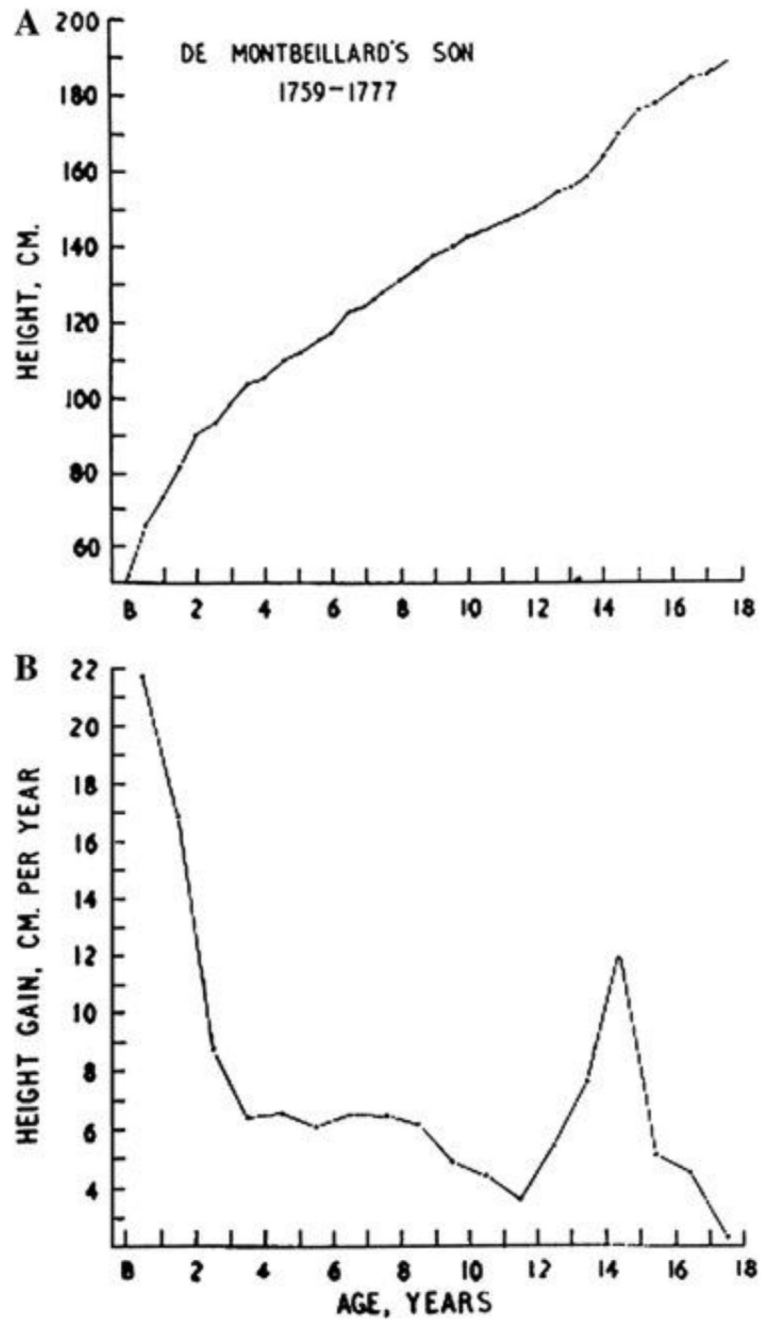 A
DE MONTBEILLARD'S SON
1759-1777
HEIGHT, CM.
200
180
160
140
120
100
80
60
B 2 4 6 8 10 12 14 16 18
B
HEIGHT GAIN, CM. PER YEAR
22
20
18
16
14
12
10
8
6
4
B 2 4 6 8 10 12 14 16 18
AGE, YEARS